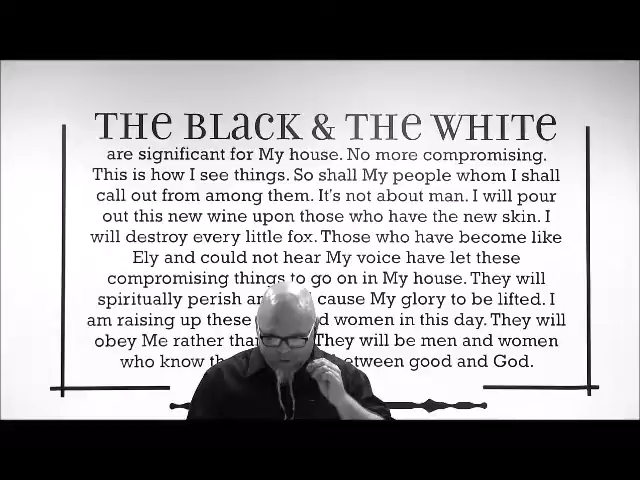 THE BLACK & THE WHITE
are significant for My house. No more compromising.
This is how I see things. So shall My people whom I shall
call out from among them. It's not about man. I will pour
out this new wine upon those who have the new skin. I
will destroy every little fox. Those who have become like
Ely and could not hear My voice have let these
compromising things to go on in My house. They will
spiritually perish an cause My glory to be lifted. I
am raising up these d women in this day. They will
obey Me rather tha They will be men and women
who know th etween good and God.